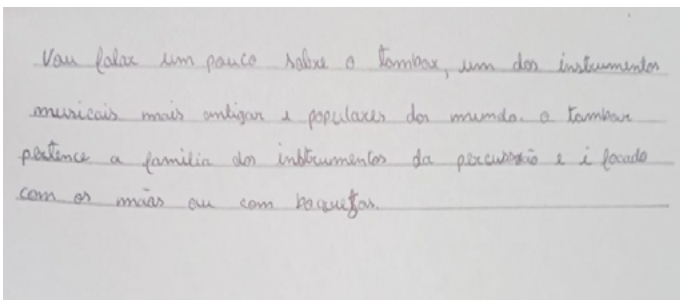 Vou falar um pouco sobre o tambor, um dos instrumentos
musicais mais antigos e populares do mundo. o tambor
pertence a familia dos instrumentos da percussão e é tocado
com as mãos ou com baquetas.